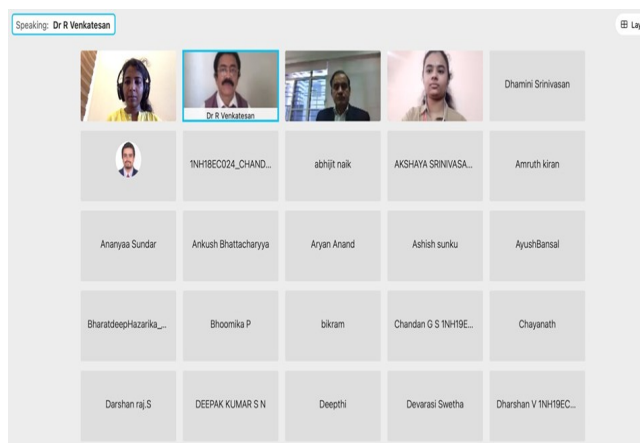 Speaking: Dr R Venkatesan
Lay
Dr R Venkatesan
Dhamini Srinivasan
1NH18EC024_CHAND...
abhijit naik
AKSHAYA SRINIVASA...
Amruth kiran
Ananyaa Sundar
Ankush Bhattacharyya
Aryan Anand
Ashish sunku
AyushBansal
BharatdeepHazarika_...
Bhoomika P
bikram
Chandan G S 1NH19E...
Chayanath
Darshan raj.S
DEEPAK KUMAR S N
Deepthi
Devarasi Swetha
Dharshan V 1NH19EC...